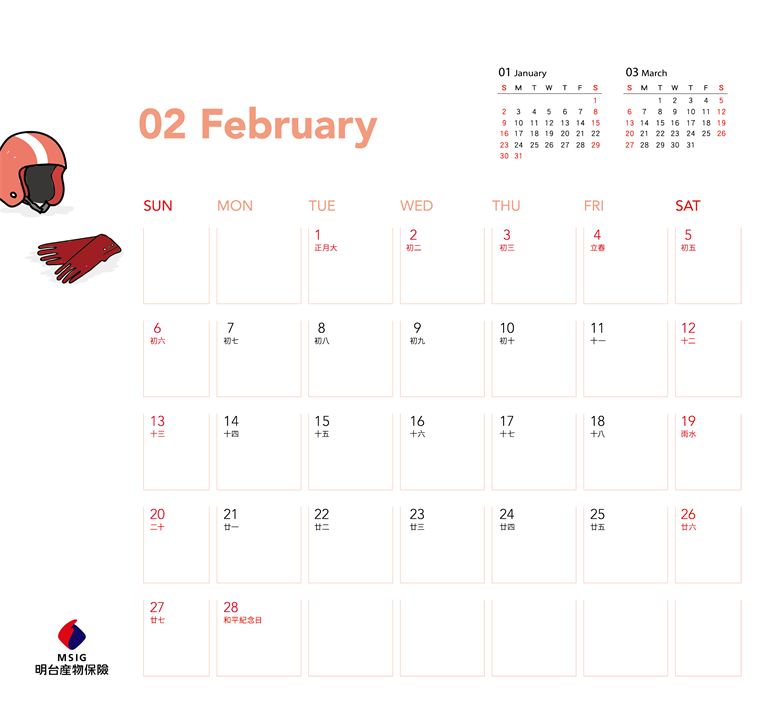 01 January
S M T W T F S
1
2 3 4 5 6 7 8
9 10 11 12 13 14 15
16 17 18 19 20 21 22
23 24 25 26 27 28 29
30 31
03 March
S M T W T F S
1 2 3 4 5
6 7 8 9 10 11 12
13 14 15 16 17 18 19
20 21 22 23 24 25 26
27 28 29 30 31
02 February
SUN MON TUE WED THU FRI SAT
1 2 3 4 5
正月大 初二 初三 立春 初五
6 7 8 9 10 11 12
初六 初七 初八 初九 初十 十一 十二
13 14 15 16 17 18 19
十三 十四 十五 十六 十七 十八 雨水
20 21 22 23 24 25 26
二十 廿一 廿二 廿三 廿四 廿五 廿六
27 28
廿七 和平紀念日
MSIG
明台産物保險